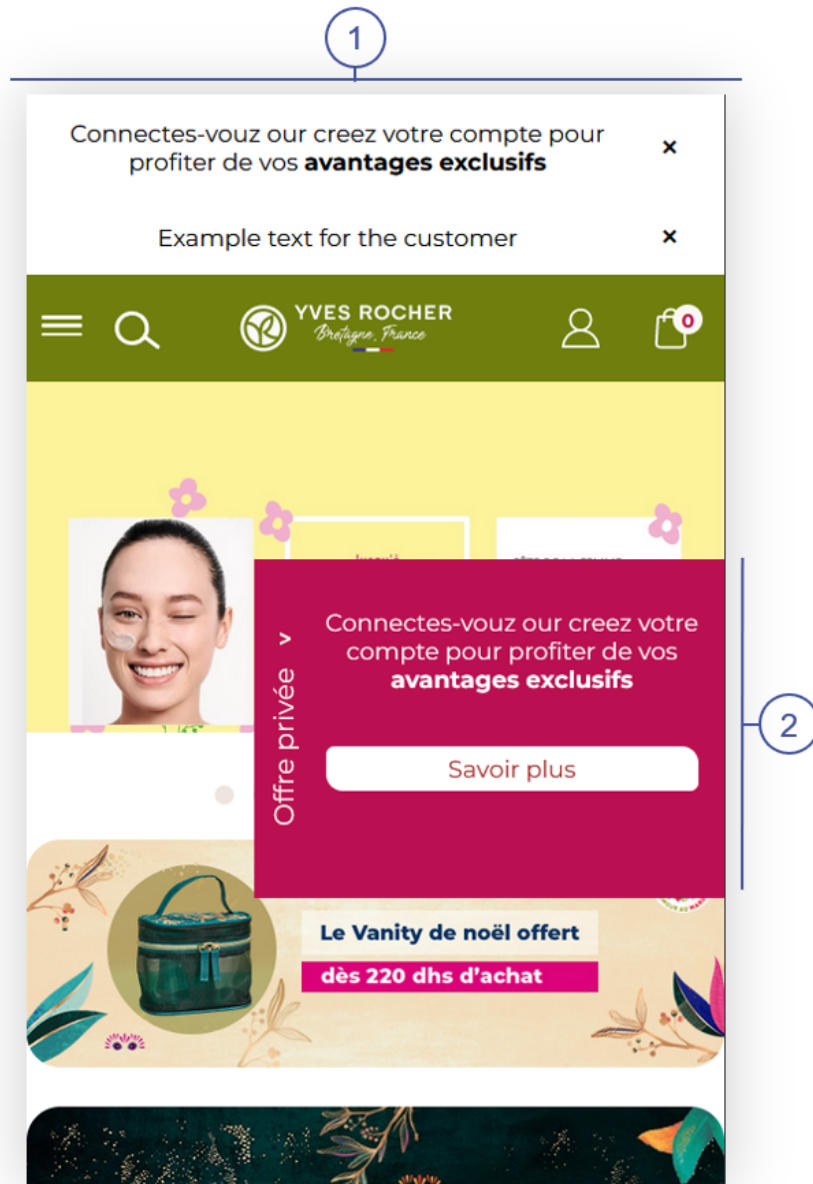 1
Connectes-vouz our creez votre compte pour
profiter de vos avantages exclusifs
×
Example text for the customer
×
YVES ROCHER
Bretagne, France
0
Offre privée
Connectes-vouz our creez votre
compte pour profiter de vos
avantages exclusifs
Savoir plus
2
Le Vanity de noël offert
dès 220 dhs d'achat